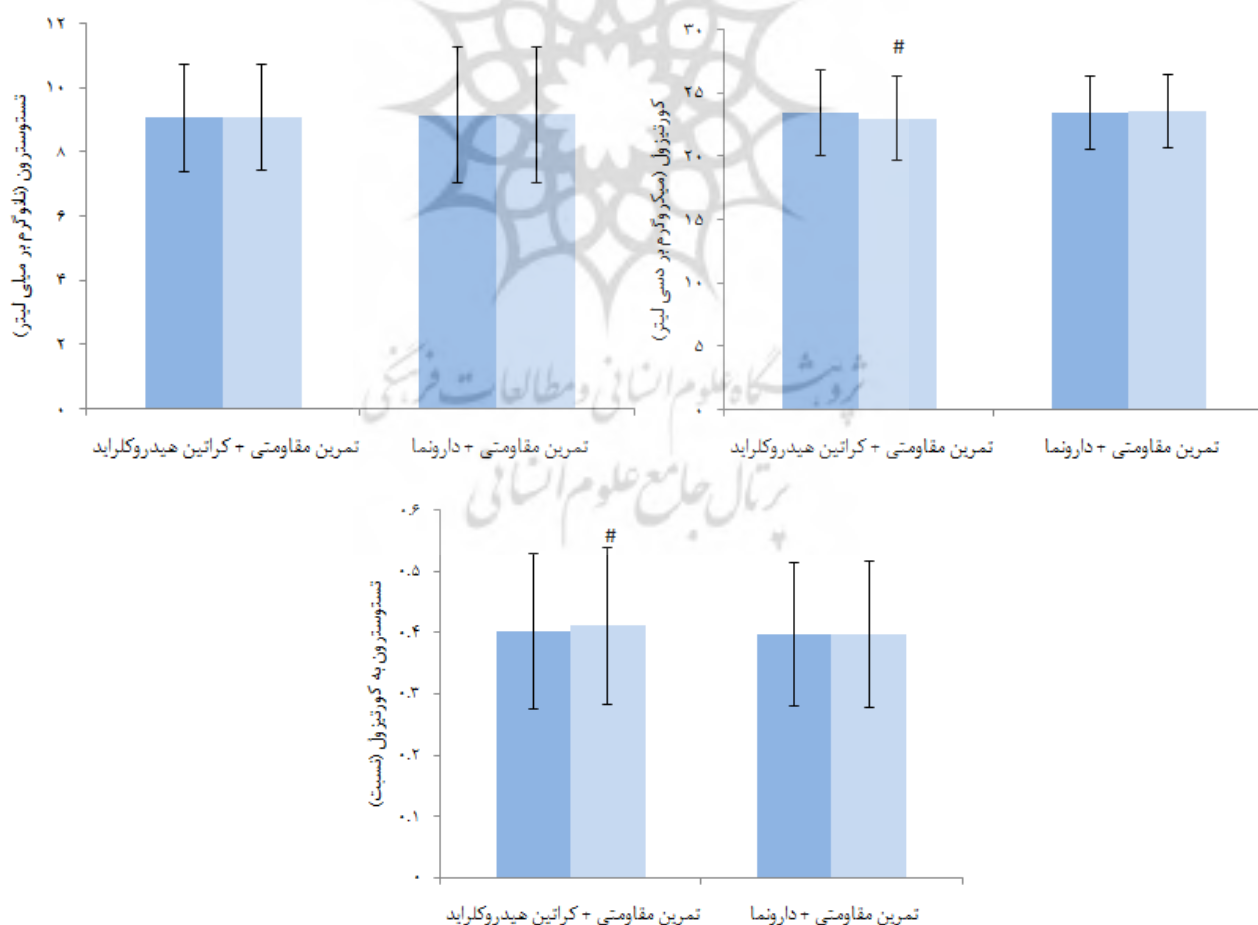 تستوسترون (نانوگرم بر میلی لیتر)
۱۲
۱۰
۸
۶
۴
۲
۰
تمرین مقاومتی + کراتین هیدروکلراید
تمرین مقاومتی + دارونما
کورتیزول (میکروگرم بر دسی لیتر)
۳۰
۲۵
۲۰
۱۵
۱۰
۵
۰
#
تمرین مقاومتی + کراتین هیدروکلراید
تمرین مقاومتی + دارونما
پژوهشگاه علوم انسانی و مطالعات فرهنگی
پرتال جامع علوم انسانی
تستوسترون به کورتیزول (نسبت)
۰.۶
۰.۵
۰.۴
۰.۳
۰.۲
۰.۱
۰
#
تمرین مقاومتی + کراتین هیدروکلراید
تمرین مقاومتی + دارونما